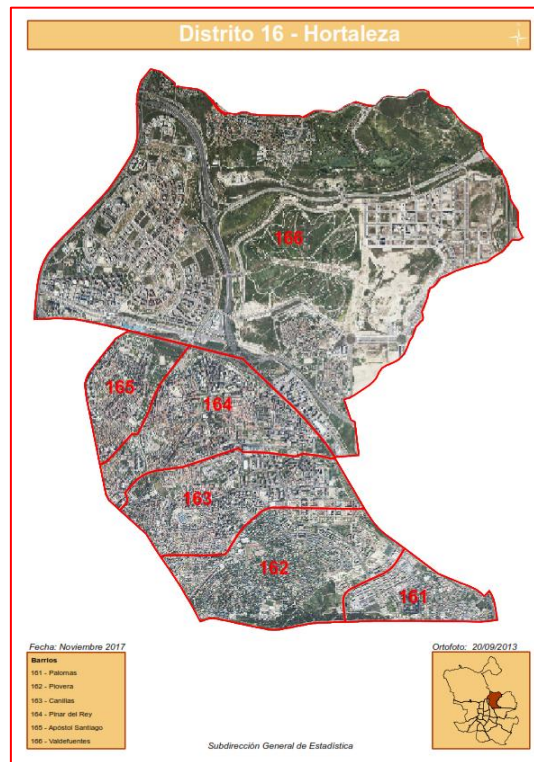 Distrito 16 - Hortaleza
166
165
164
163
162
161
Fecha: Noviembre 2017
Ortofoto: 20/09/2013
Barrios
161 - Palomas
162 - Piovera
163 - Canillas
164 - Pinar del Rey
165 - Apóstol Santiago
166 - Valdefuentes
Subdirección General de Estadística